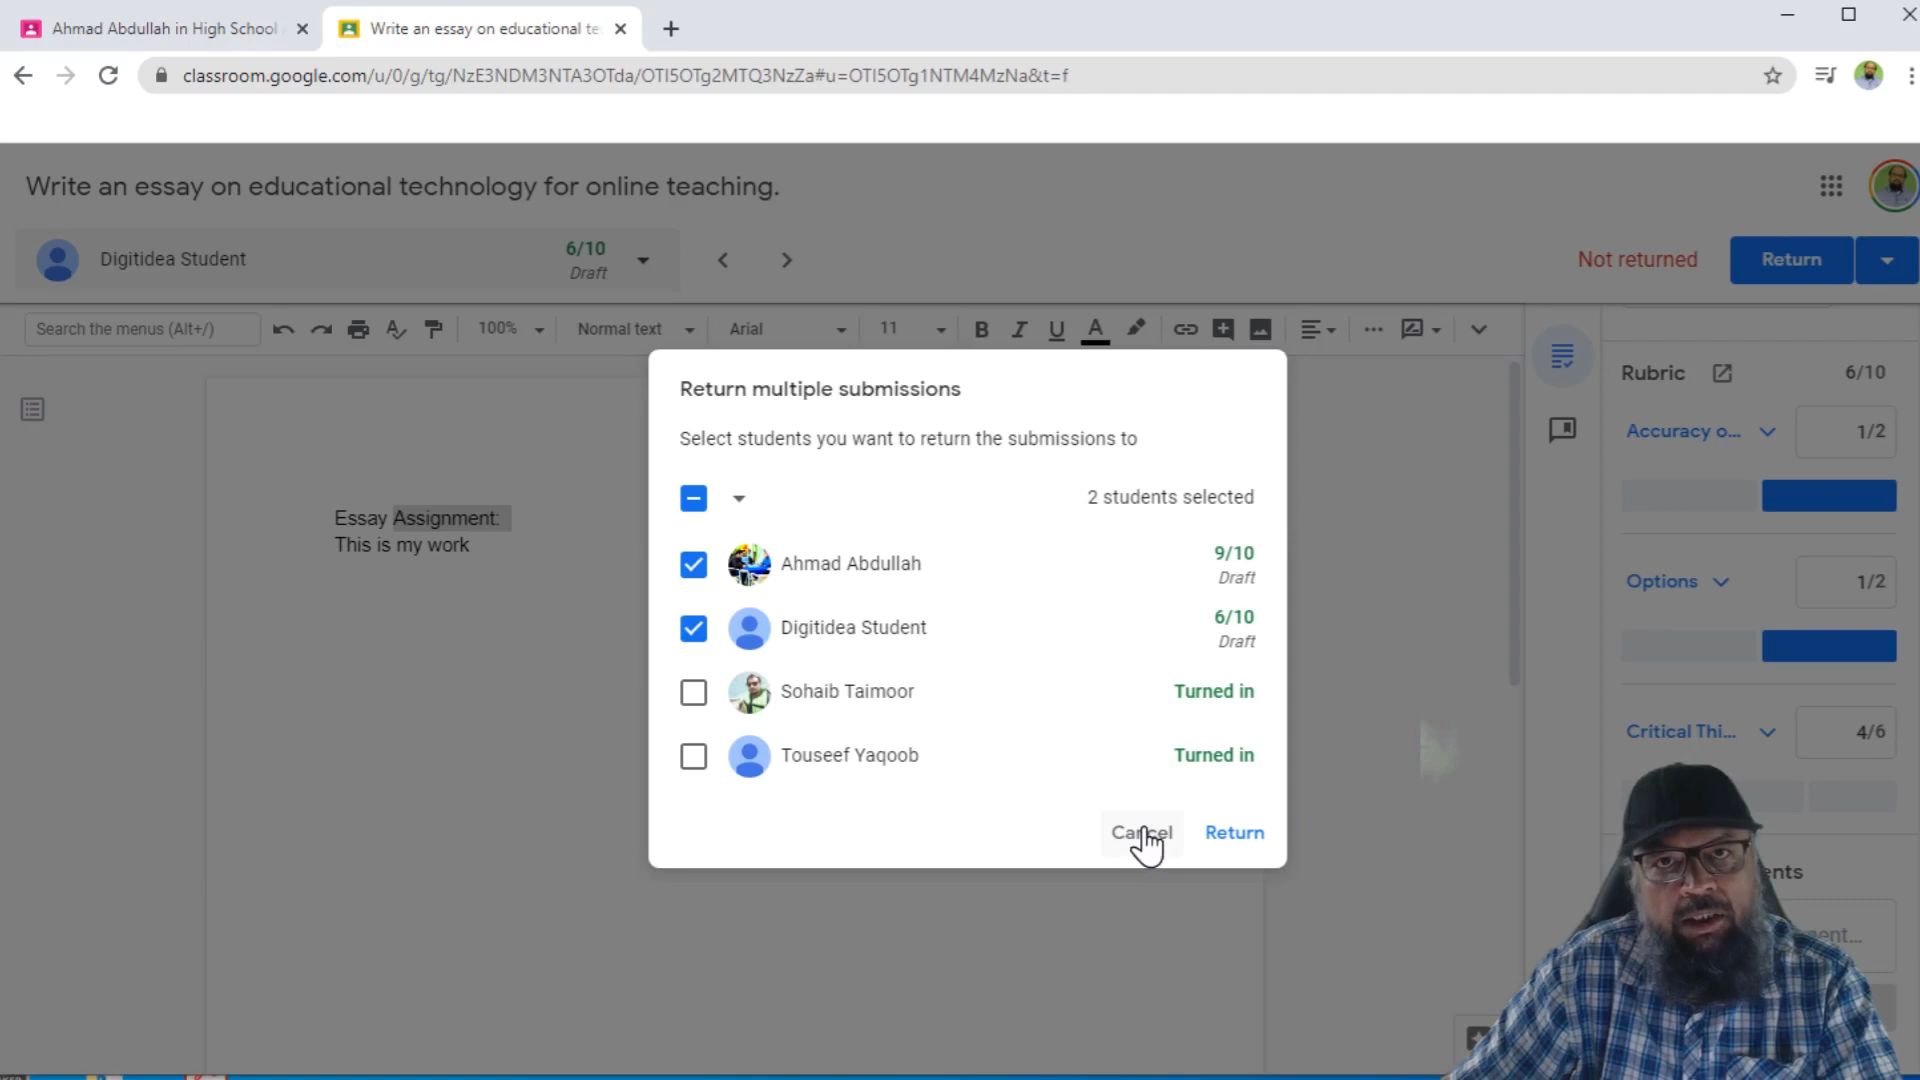 Ahmad Abdullah in High School
Write an essay on educational te
classroom.google.com/u/0/g/tg/NzE3NDM3NTA3OTda/OTI5OTg2MTQ3NzZa#u=OTI5OTg1NTM4MzNa&t=f
Write an essay on educational technology for online teaching.
Digitidea Student
6/10
Draft
Not returned
Return
Search the menus (Alt+/)
100%
Normal text
Arial
11
B I U A
Rubric
6/10
Accuracy o...
1/2
Options
1/2
Critical Thi...
4/6
Essay Assignment:
This is my work
Return multiple submissions
Select students you want to return the submissions to
2 students selected
Ahmad Abdullah
9/10
Draft
Digitidea Student
6/10
Draft
Sohaib Taimoor
Turned in
Touseef Yaqoob
Turned in
Cancel
Return